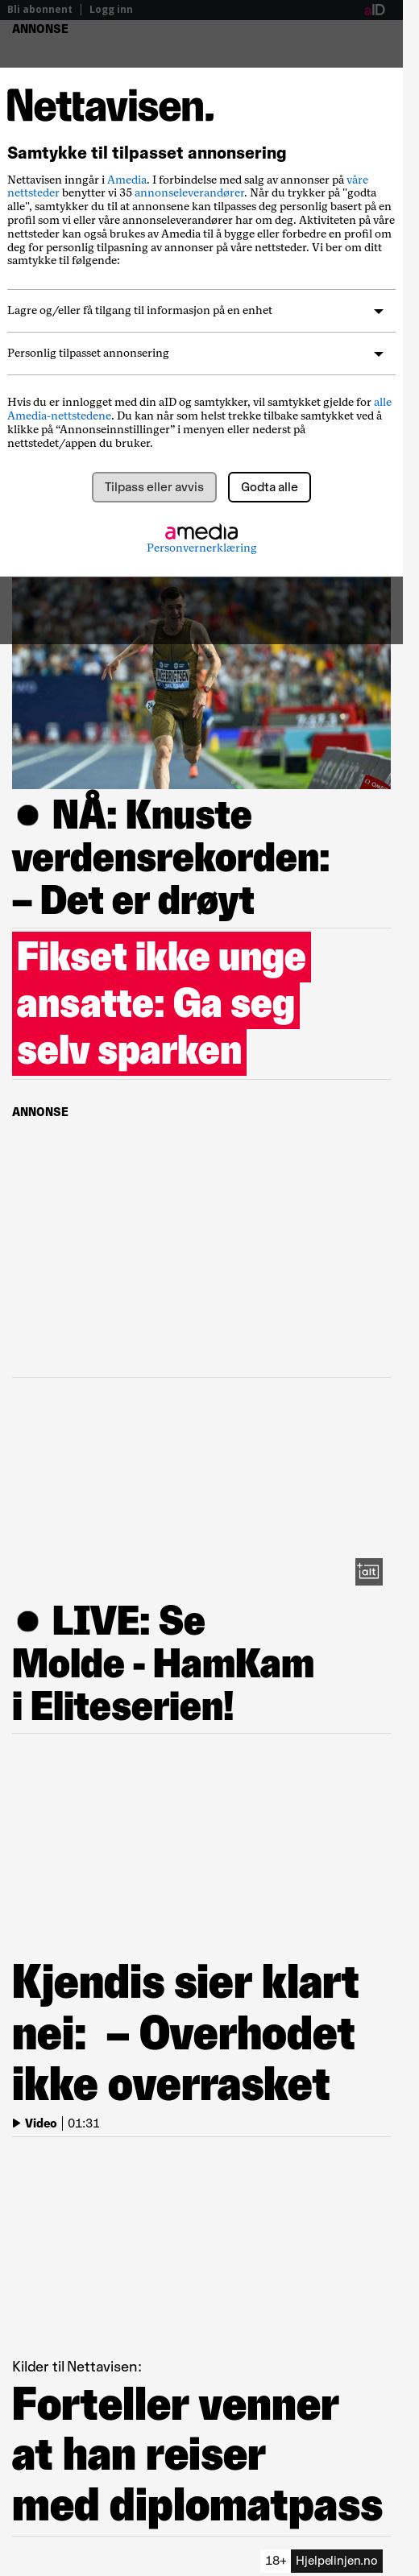 Bli abonnent | Logg inn
aID
ANNONSE
Nettavisen.
Samtykke til tilpasset annonsering
Nettavisen inngår i Amedia. I forbindelse med salg av annonser på våre
nettsteder benytter vi 35 annonseleverandører. Når du trykker på "godta
alle", samtykker du til at annonsene kan tilpasses deg personlig basert på en
profil som vi eller våre annonseleverandører har om deg. Aktiviteten på våre
nettsteder kan også brukes av Amedia til å bygge eller forbedre en profil om
deg for personlig tilpasning av annonser på våre nettsteder. Vi ber om ditt
samtykke til følgende:
Lagre og/eller få tilgang til informasjon på en enhet
Personlig tilpasset annonsering
Hvis du er innlogget med din aID og samtykker, vil samtykket gjelde for alle
Amedia-nettstedene. Du kan når som helst trekke tilbake samtykket ved å
klikke på “Annonseinnstillinger” i menyen eller nederst på
nettstedet/appen du bruker.
Tilpass eller avvis
Godta alle
amedia
Personvernerklæring
INGEBRIGTSEN
NÅ: Knuste
verdensrekorden:
– Det er drøyt
Fikset ikke unge
ansatte: Ga seg
selv sparken
ANNONSE
+alt
LIVE: Se
Molde - HamKam
i Eliteserien!
Kjendis sier klart
nei: – Overhodet
ikke overrasket
Video | 01:31
Kilder til Nettavisen:
Forteller venner
at han reiser
med diplomatpass
18+ Hjelpelinjen.no